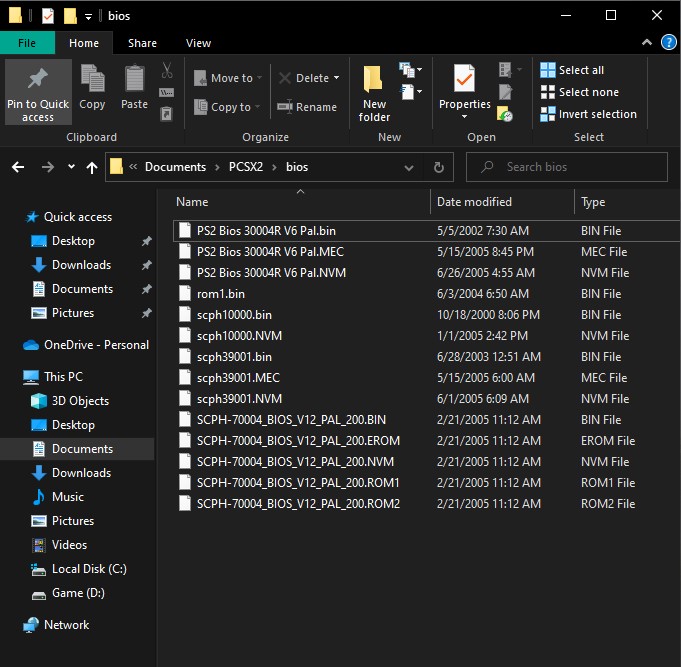 bios
File Home Share View
Pin to Quick access
Copy
Paste
Move to
Copy to
Delete
Rename
New folder
Properties
Select all
Select none
Invert selection
Clipboard Organize New Open Select
« Documents › PCSX2 › bios
Search bios
Name Date modified Type
PS2 Bios 30004R V6 Pal.bin 5/5/2002 7:30 AM BIN File
PS2 Bios 30004R V6 Pal.MEC 5/15/2005 8:45 PM MEC File
PS2 Bios 30004R V6 Pal.NVM 6/26/2005 4:55 AM NVM File
rom1.bin 6/3/2004 6:50 AM BIN File
scph10000.bin 10/18/2000 8:06 PM BIN File
scph10000.NVM 1/1/2005 2:42 PM NVM File
scph39001.bin 6/28/2003 12:51 AM BIN File
scph39001.MEC 5/15/2005 6:00 AM MEC File
scph39001.NVM 6/1/2005 6:09 AM NVM File
SCPH-70004_BIOS_V12_PAL_200.BIN 2/21/2005 11:12 AM BIN File
SCPH-70004_BIOS_V12_PAL_200.EROM 2/21/2005 11:12 AM EROM File
SCPH-70004_BIOS_V12_PAL_200.NVM 2/21/2005 11:12 AM NVM File
SCPH-70004_BIOS_V12_PAL_200.ROM1 2/21/2005 11:12 AM ROM1 File
SCPH-70004_BIOS_V12_PAL_200.ROM2 2/21/2005 11:12 AM ROM2 File
Quick access
Desktop
Downloads
Documents
Pictures
OneDrive - Personal
This PC
3D Objects
Desktop
Documents
Downloads
Music
Pictures
Videos
Local Disk (C:)
Game (D:)
Network